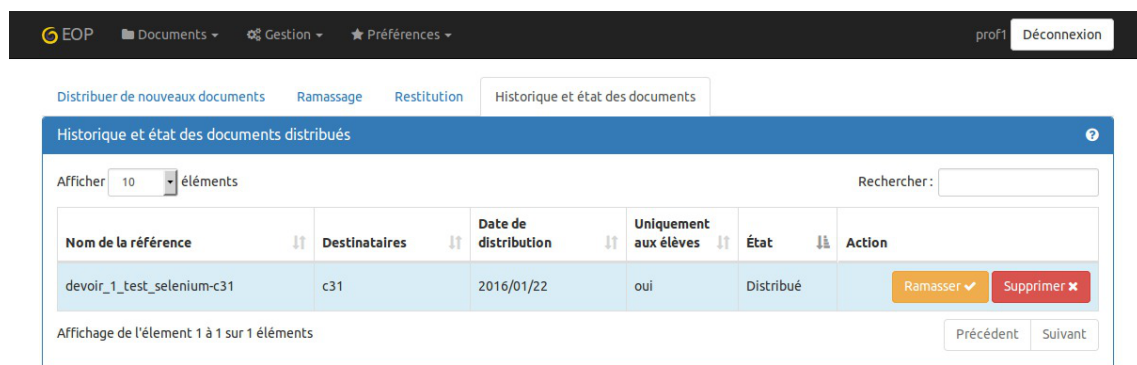 EOP Documents Gestion Préférences prof1 Déconnexion
Distribuer de nouveaux documents Ramassage Restitution Historique et état des documents
Historique et état des documents distribués
Afficher 10 éléments Rechercher :
Nom de la référence Destinataires Date de distribution Uniquement aux élèves État Action
devoir_1_test_selenium-c31 c31 2016/01/22 oui Distribué Ramasser Supprimer
Affichage de l'élement 1 à 1 sur 1 éléments Précédent Suivant